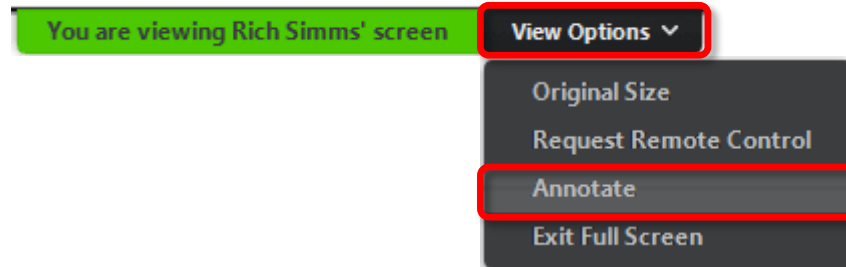 You are viewing Rich Simms' screen View Options
Original Size
Request Remote Control
Annotate
Exit Full Screen